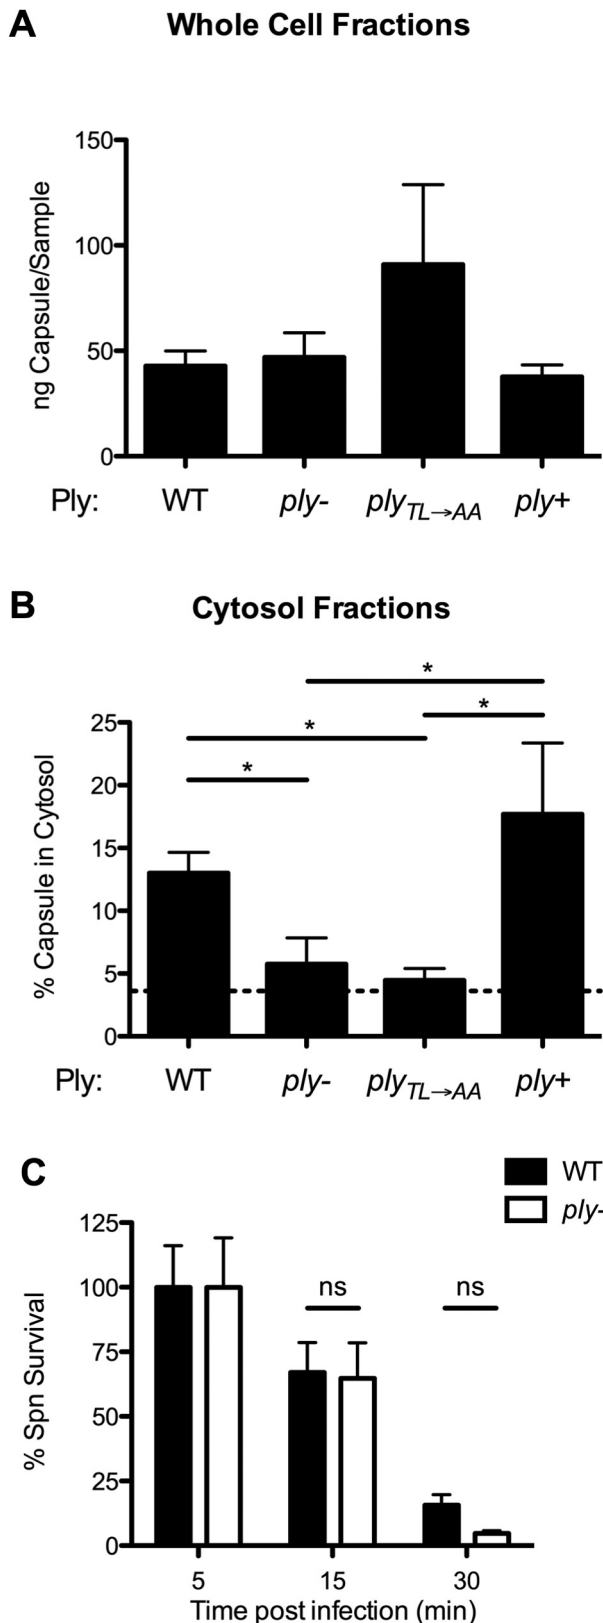 A
Whole Cell Fractions
150
100
50
0
ng Capsule/Sample
Ply: WT ply- plyTL→AA ply+
B
Cytosol Fractions
*
*
*
*
25
20
15
10
5
0
% Capsule in Cytosol
Ply: WT ply- plyTL→AA ply+
C
WT
ply-
125
100
75
50
25
0
% Spn Survival
ns ns
5 15 30
Time post infection (min)